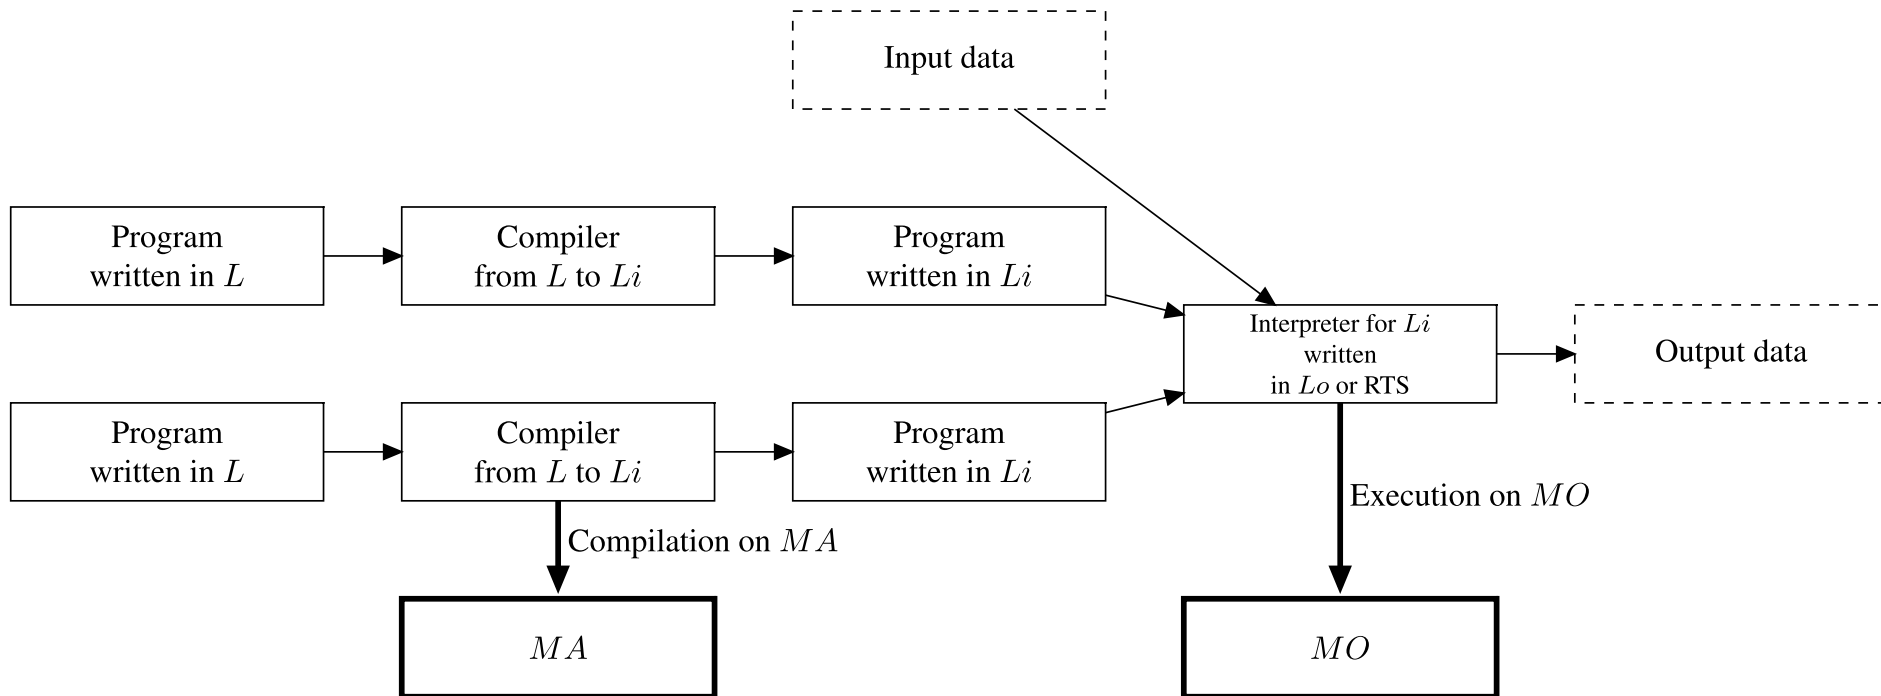 Input data
Program
written in L
Compiler
from L to Li
Program
written in Li
Interpreter for Li
written
in Lo or RTS
Output data
Program
written in L
Compiler
from L to Li
Program
written in Li
Execution on MO
Compilation on MA
MA
MO